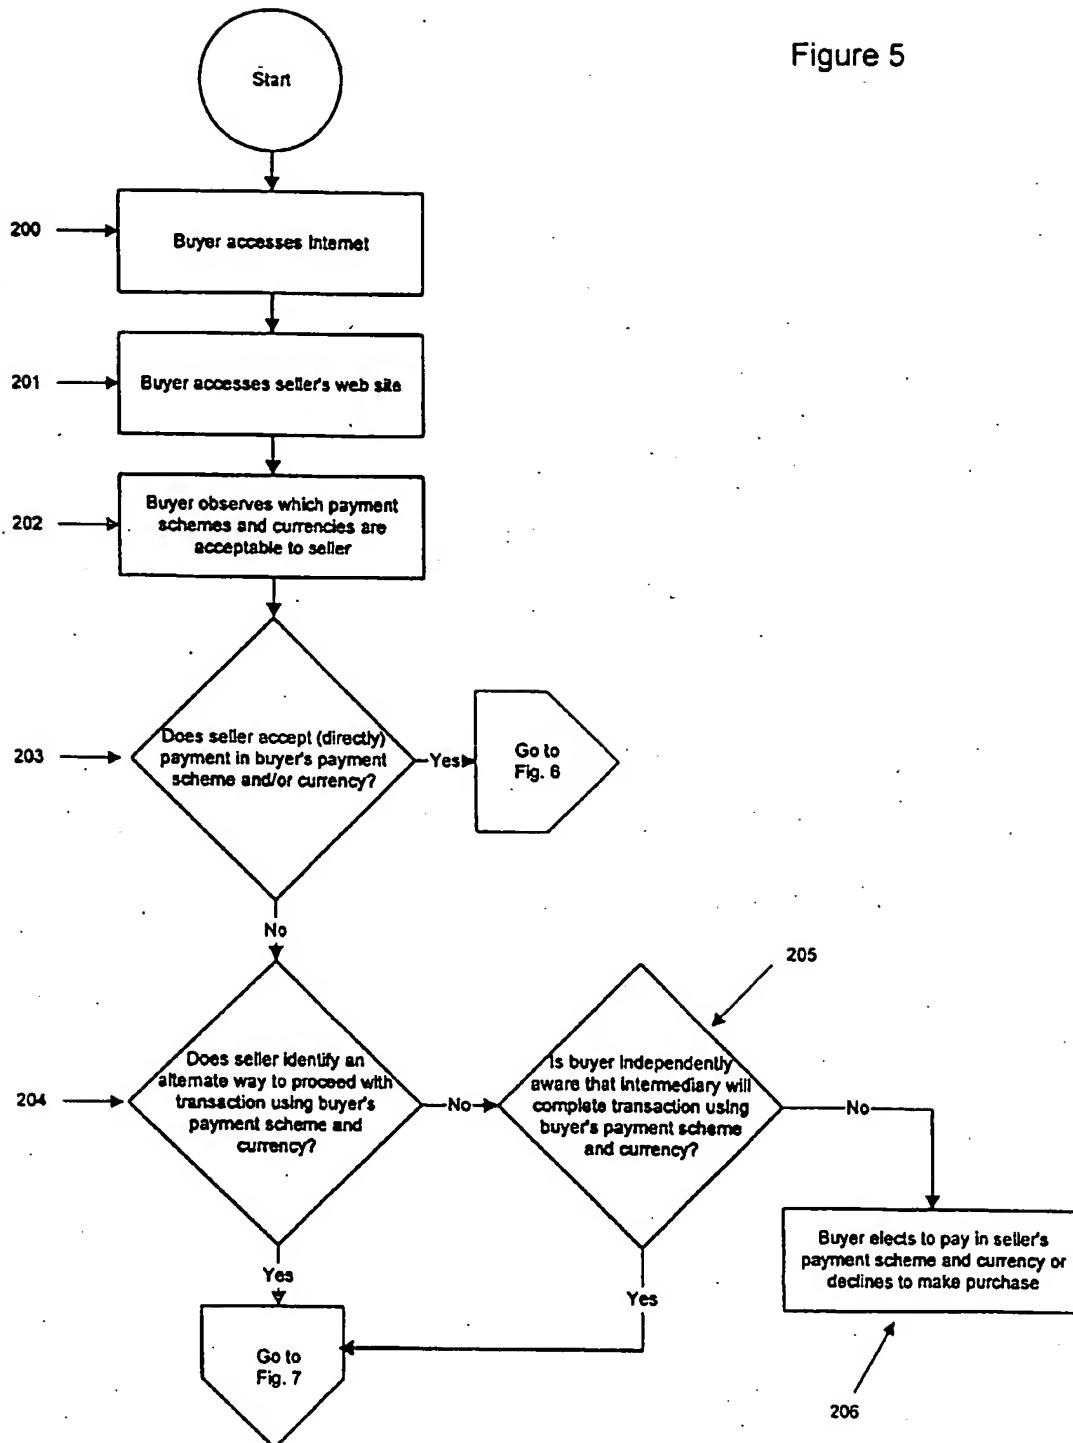 Figure 5
Start
200
Buyer accesses Internet
201
Buyer accesses seller's web site
202
Buyer observes which payment
schemes and currencies are
acceptable to seller
203
Does seller accept (directly)
payment in buyer's payment
scheme and/or currency?
Yes
Go to
Fig. 6
No
204
Does seller identify an
alternate way to proceed with
transaction using buyer's
payment scheme and
currency?
No
205
Is buyer independently
aware that intermediary will
complete transaction using
buyer's payment scheme
and currency?
No
Buyer elects to pay in seller's
payment scheme and currency or
declines to make purchase
206
Yes
Yes
Go to
Fig. 7